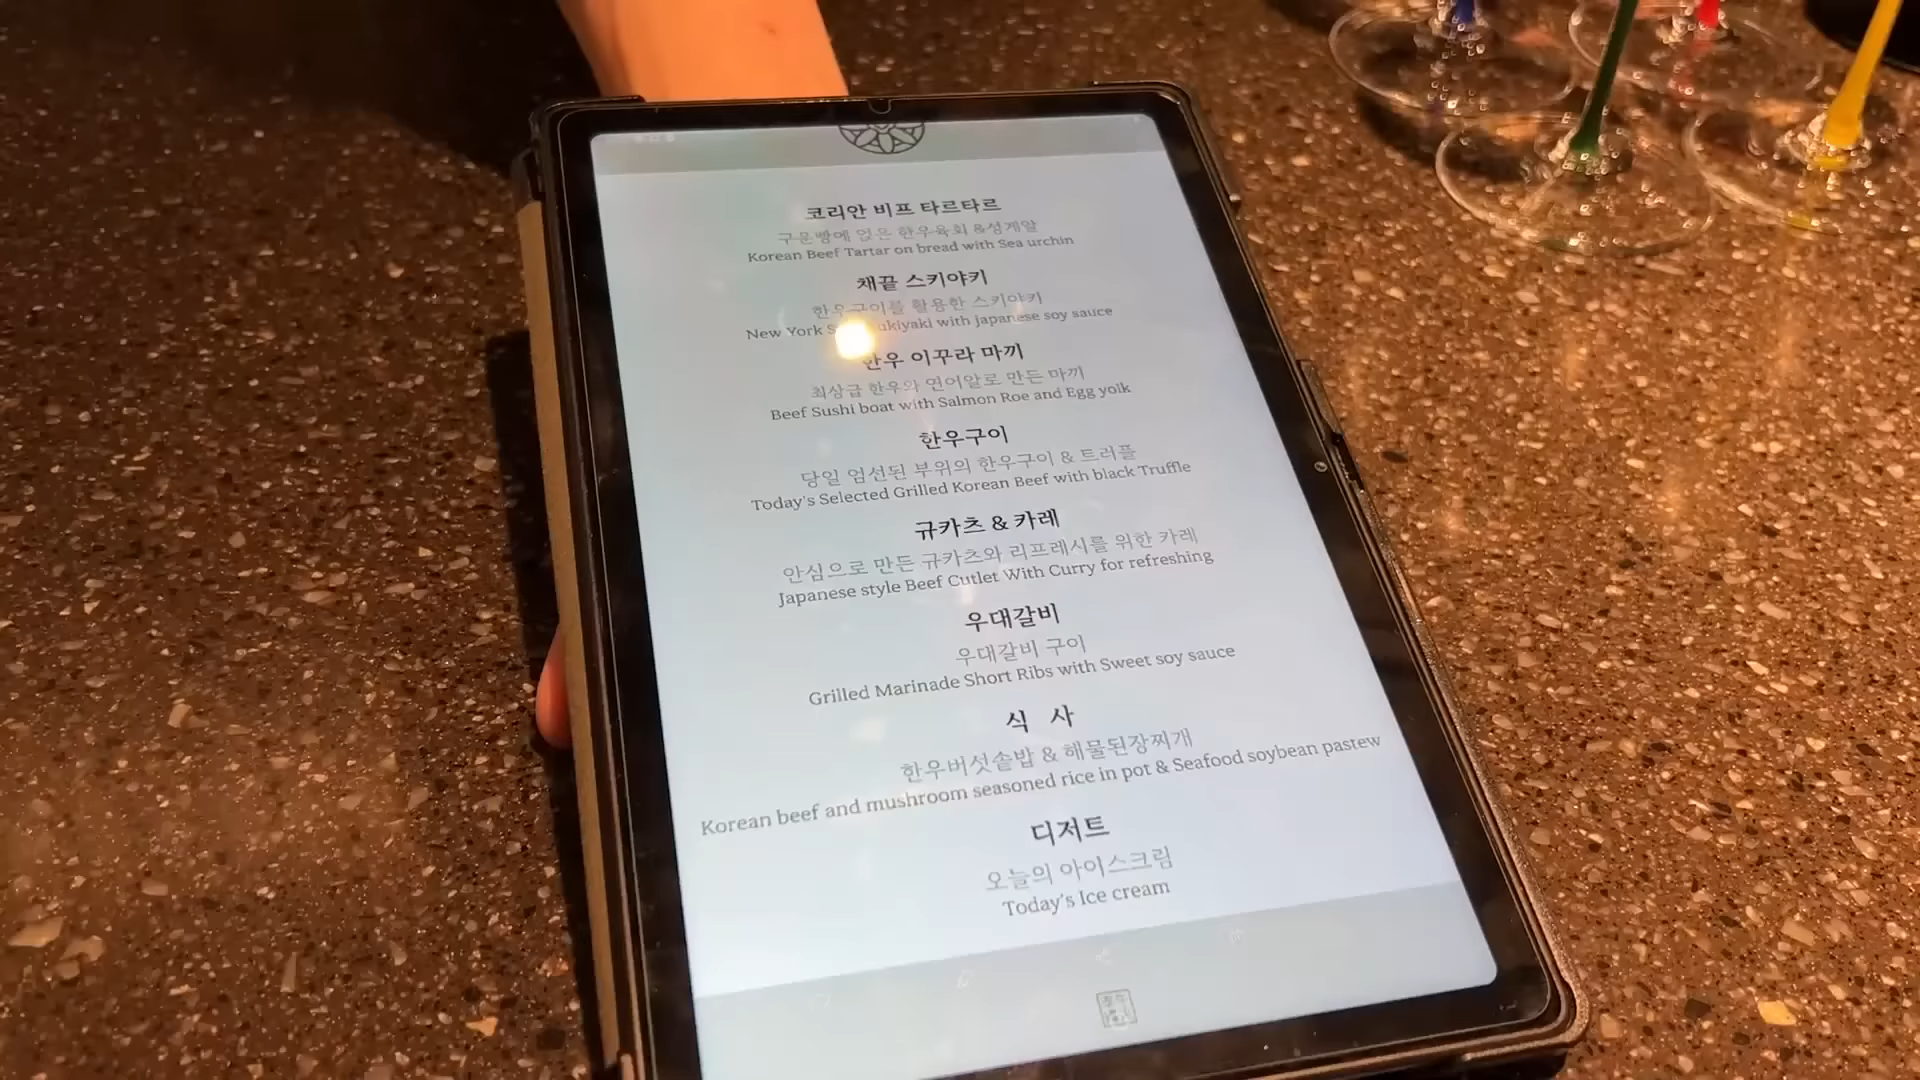 코리안 비프 타르타르
구운빵에 얹은 한우육회 &성게알
Korean Beef Tartar on bread with Sea urchin
채끝 스키야키
한우구이를 활용한 스키야키
New York ukiyaki with japanese soy sauce
한우 이꾸라 마끼
최상급 한우와 연어알로 만든 마끼
Beef Sushi boat with Salmon Roe and Egg yolk
한우구이
당일 엄선된 부위의 한우구이 & 트러플
Today's Selected Grilled Korean Beef with black Truffle
규카츠 & 카레
안심으로 만든 규카츠와 리프레시를 위한 카레
Japanese style Beef Cutlet With Curry for refreshing
우대갈비
우대갈비 구이
Grilled Marinade Short Ribs with Sweet soy sauce
식 사
한우버섯솥밥 & 해물된장찌개
Korean beef and mushroom seasoned rice in pot & Seafood soybean pastew
디저트
오늘의 아이스크림
Today's Ice cream